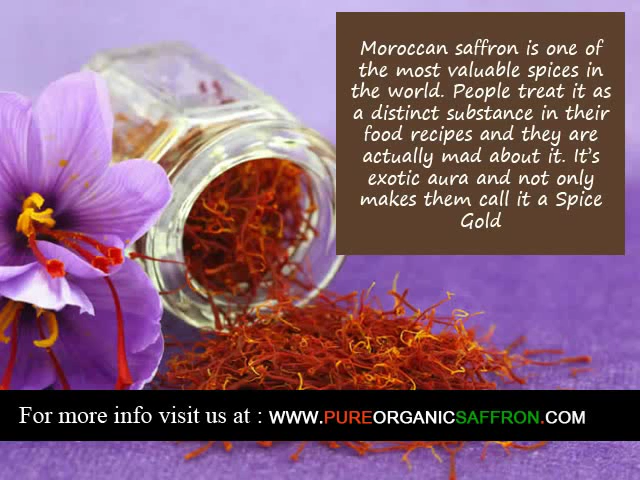 Moroccan saffron is one of
the most valuable spices in
the world. People treat it as
a distinct substance in their
food recipes and they are
actually mad about it. It's
exotic aura and not only
makes them call it a Spice
Gold
For more info visit us at : WWW.PUREORGANICSAFFRON.COM